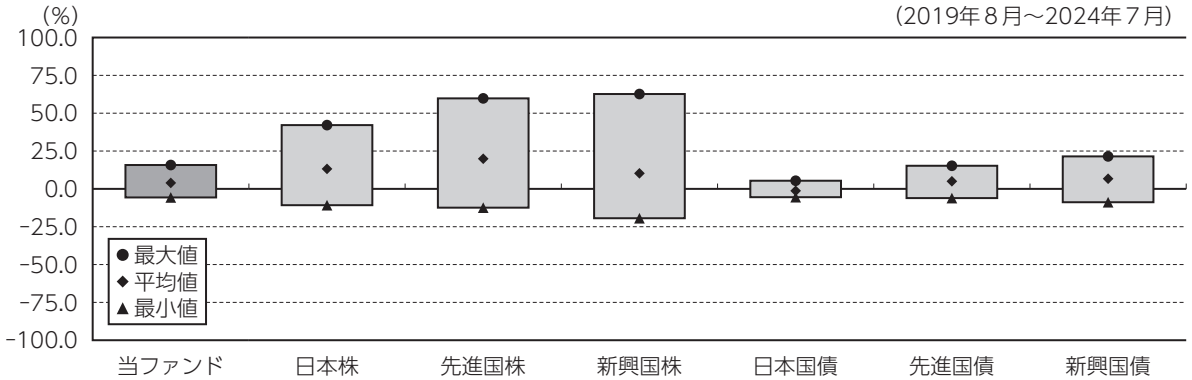 (%)
(2019年8月～2024年7月)
100.0
75.0
50.0
25.0
0.0
-25.0
-50.0
-75.0
-100.0
● 最大値
◆ 平均値
▲ 最小値
当ファンド 日本株 先進国株 新興国株 日本国債 先進国債 新興国債